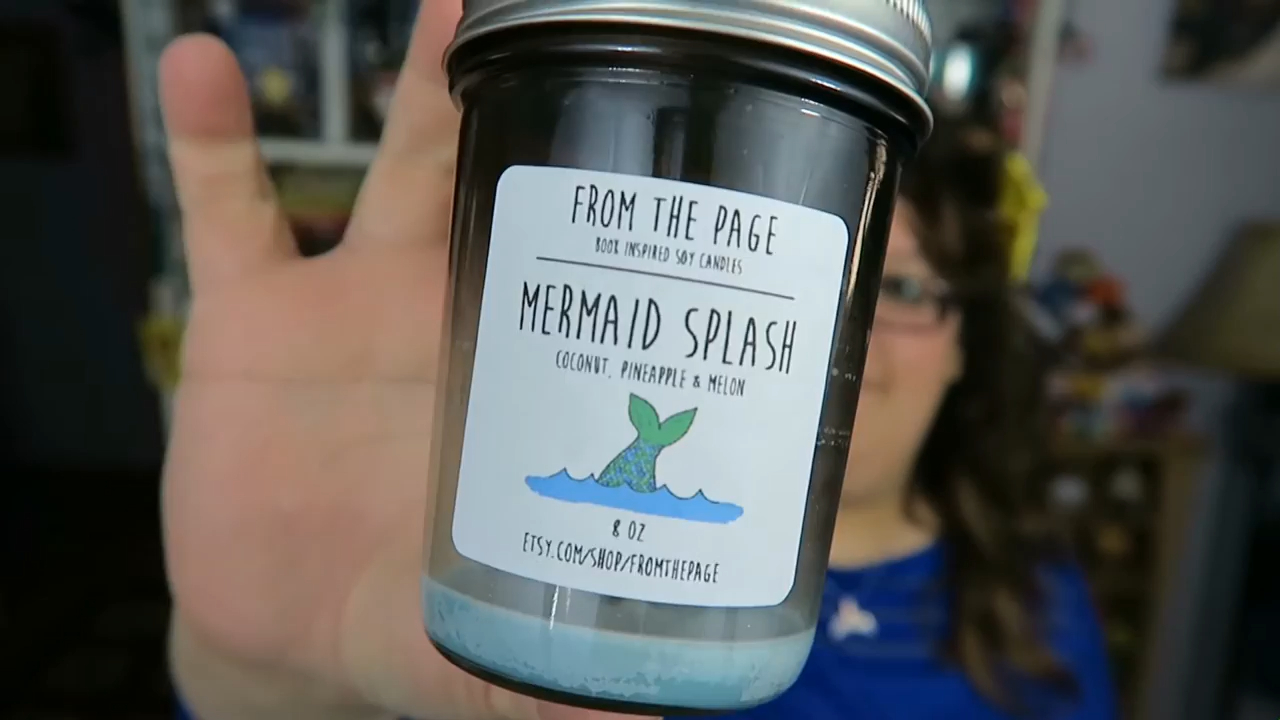 FROM THE PAGE
BOOK INSPIRED SOY CANDLES
MERMAID SPLASH
COCONUT, PINEAPPLE & MELON
8 OZ
ETSY.COM/SHOP/FROMTHEPAGE